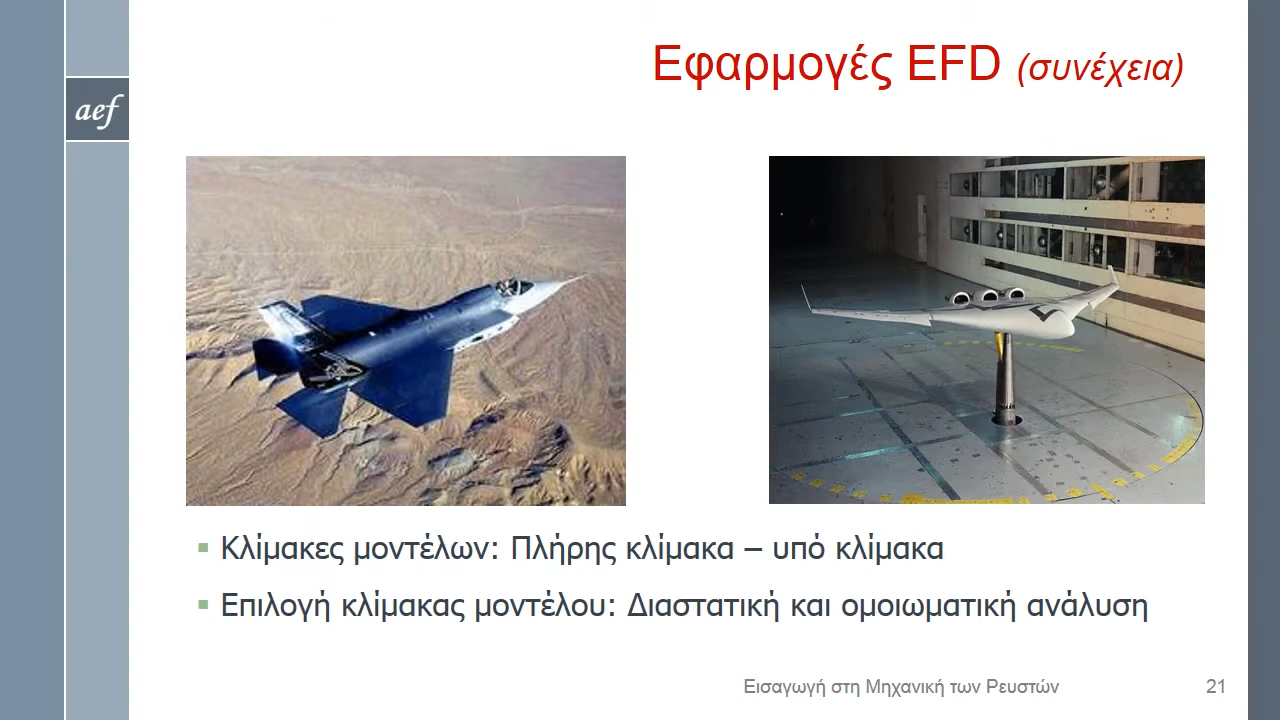 Εφαρμογές EFD (συνέχεια)
aef
▪ Κλίμακες μοντέλων: Πλήρης κλίμακα – υπό κλίμακα
▪ Επιλογή κλίμακας μοντέλου: Διαστατική και ομοιωματική ανάλυση
Εισαγωγή στη Μηχανική των Ρευστών 21